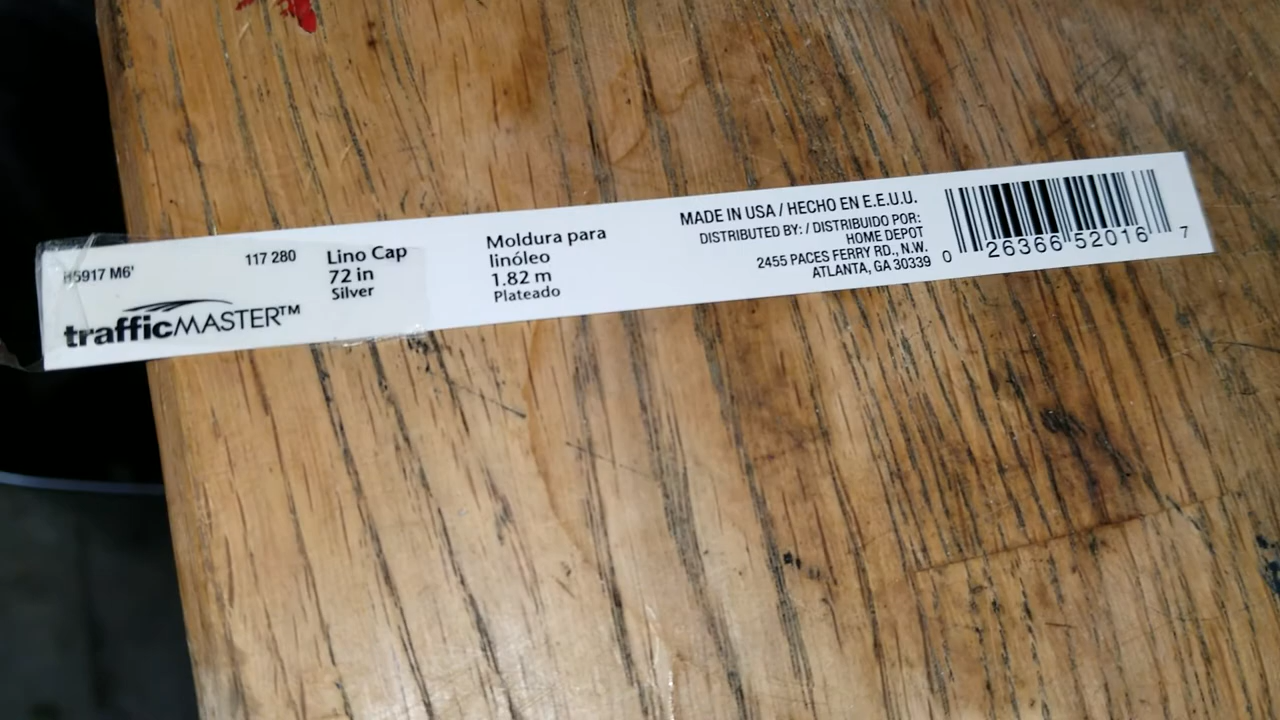 H5917 M6'
117 280
trafficMASTER™
Lino Cap
72 in
Silver
Moldura para
linóleo
1.82 m
Plateado
MADE IN USA / HECHO EN E.E.U.U.
DISTRIBUTED BY: / DISTRIBUIDO POR:
HOME DEPOT
2455 PACES FERRY RD., N.W.
ATLANTA, GA 30339
0 26366 52016 7